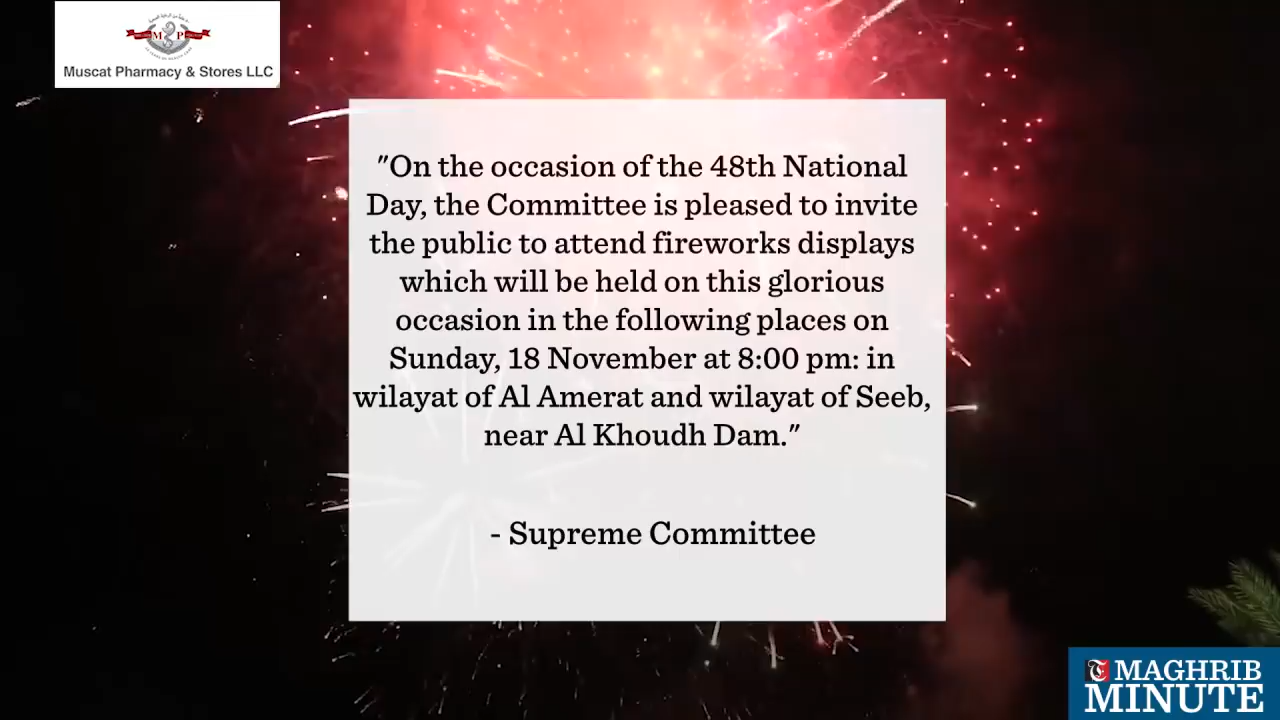 M P
Muscat Pharmacy & Stores LLC
"On the occasion of the 48th National
Day, the Committee is pleased to invite
the public to attend fireworks displays
which will be held on this glorious
occasion in the following places on
Sunday, 18 November at 8:00 pm: in
wilayat of Al Amerat and wilayat of Seeb,
near Al Khoudh Dam."
- Supreme Committee
T MAGHRIB
MINUTE